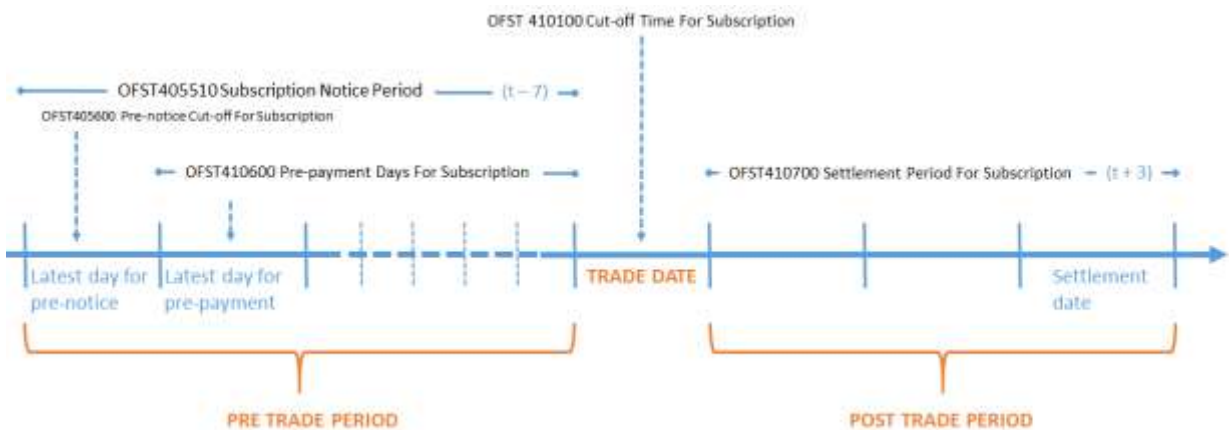 OFST 410100 Cut-off Time For Subscription
OFST405510 Subscription Notice Period (t – 7)
OFST405600 Pre-notice Cut-off For Subscription
OFST410600 Pre-payment Days For Subscription
OFST410700 Settlement Period For Subscription (t + 3)
Latest day for
pre-notice
Latest day for
pre-payment
TRADE DATE
Settlement
date
PRE TRADE PERIOD
POST TRADE PERIOD